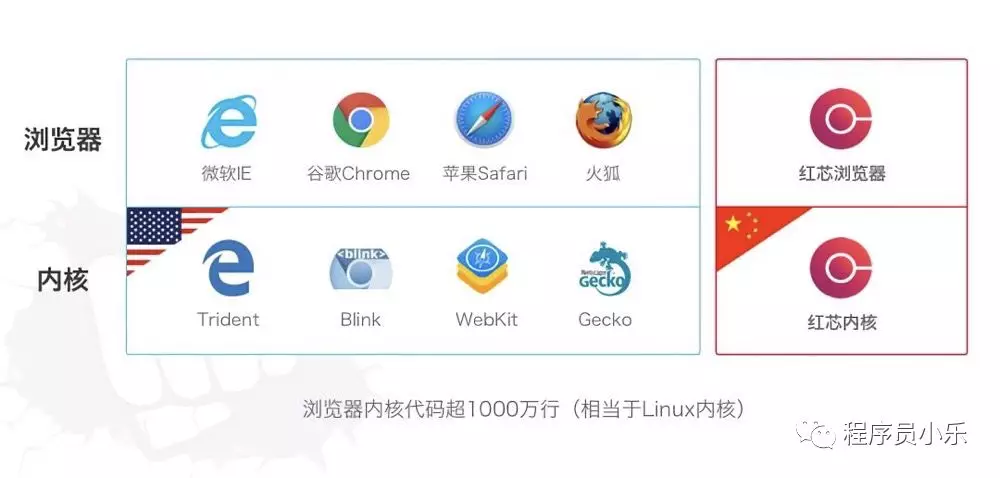 浏览器
微软IE
谷歌Chrome
苹果Safari
火狐
红芯浏览器
内核
<blink>
Gecko
Trident
Blink
WebKit
Gecko
红芯内核
浏览器内核代码超1000万行（相当于Linux内核）
程序员小乐